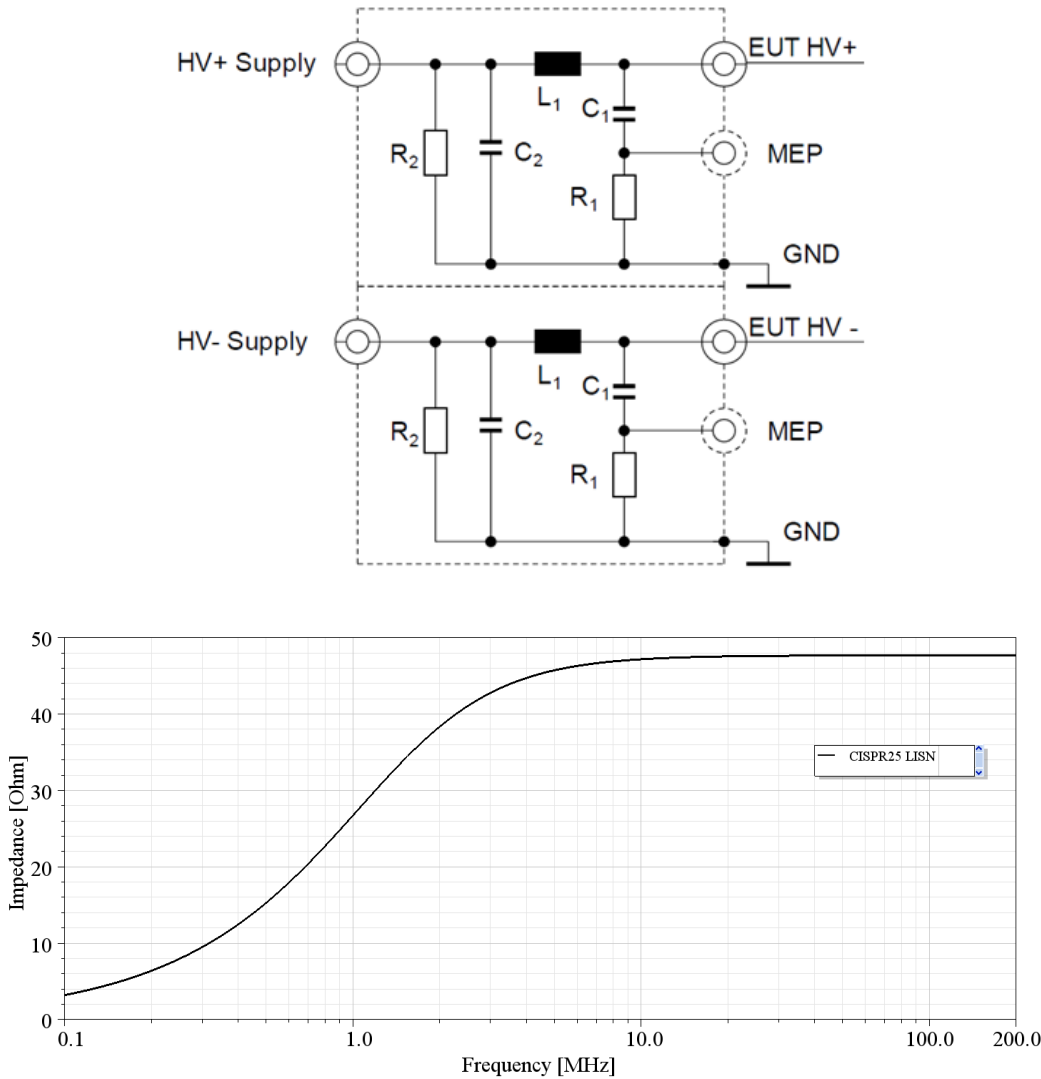 HV+ Supply
EUT HV+
L1
C1
R2
C2
MEP
R1
GND
HV- Supply
EUT HV -
L1
C1
R2
C2
MEP
R1
GND
50
40
30
20
10
0
Impedance [Ohm]
CISPR25 LISN
0.1
1.0
10.0
100.0
200.0
Frequency [MHz]